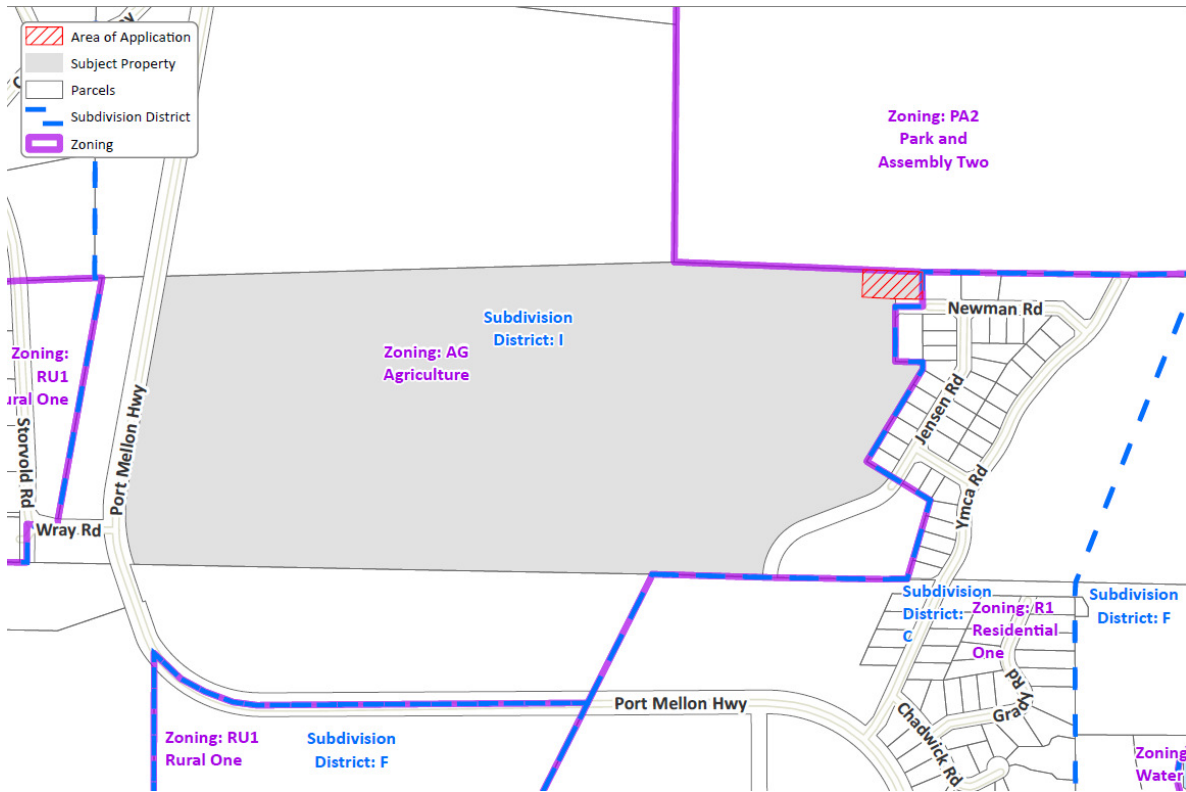 Area of Application
Subject Property
Parcels
Subdivision District
Zoning
Zoning: PA2
Park and
Assembly Two
Subdivision
District: I
Zoning: AG
Agriculture
Newman Rd
Zoning:
RU1
ural One
Port Mellon Hwy
Jensen Rd
Storvold Rd
Ymca Rd
Wray Rd
Subdivision
District:
C
Zoning: R1
Residential
One
Subdivision
District: F
Grady Rd
Port Mellon Hwy
Chadwick Rd
Zoning: RU1
Rural One
Subdivision
District: F
Zoning
Water